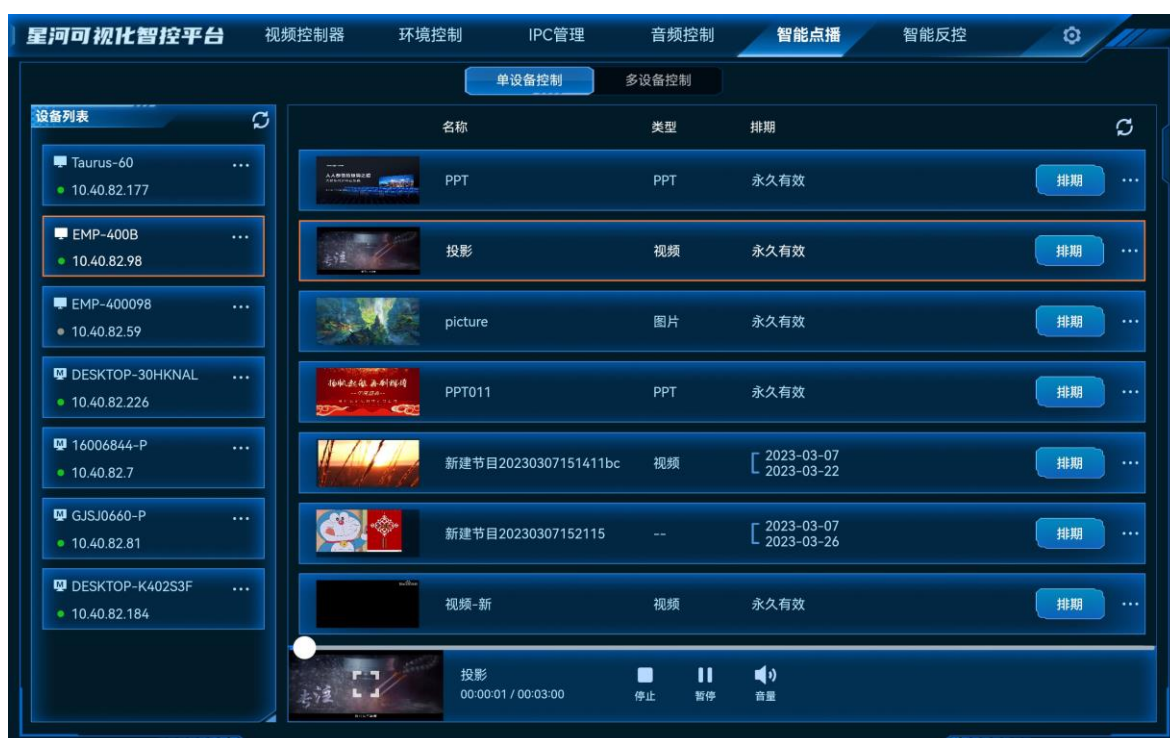 星河可视化智控平台 视频控制器 环境控制 IPC管理 音频控制 智能点播 智能反控
单设备控制 多设备控制
设备列表
Taurus-60
10.40.82.177
EMP-400B
10.40.82.98
EMP-400098
10.40.82.59
DESKTOP-30HKNAL
10.40.82.226
16006844-P
10.40.82.7
GJSJ0660-P
10.40.82.81
DESKTOP-K402S3F
10.40.82.184
名称 类型 排期
PPT PPT 永久有效 排期
投影 视频 永久有效 排期
专注
picture 图片 永久有效 排期
PPT011 PPT 永久有效 排期
新建节目20230307151411bc 视频 2023-03-07 排期
2023-03-22
新建节目20230307152115 -- 2023-03-07 排期
2023-03-26
视频-新 视频 永久有效 排期
专注
投影
00:00:01 / 00:03:00
停止 暂停 音量